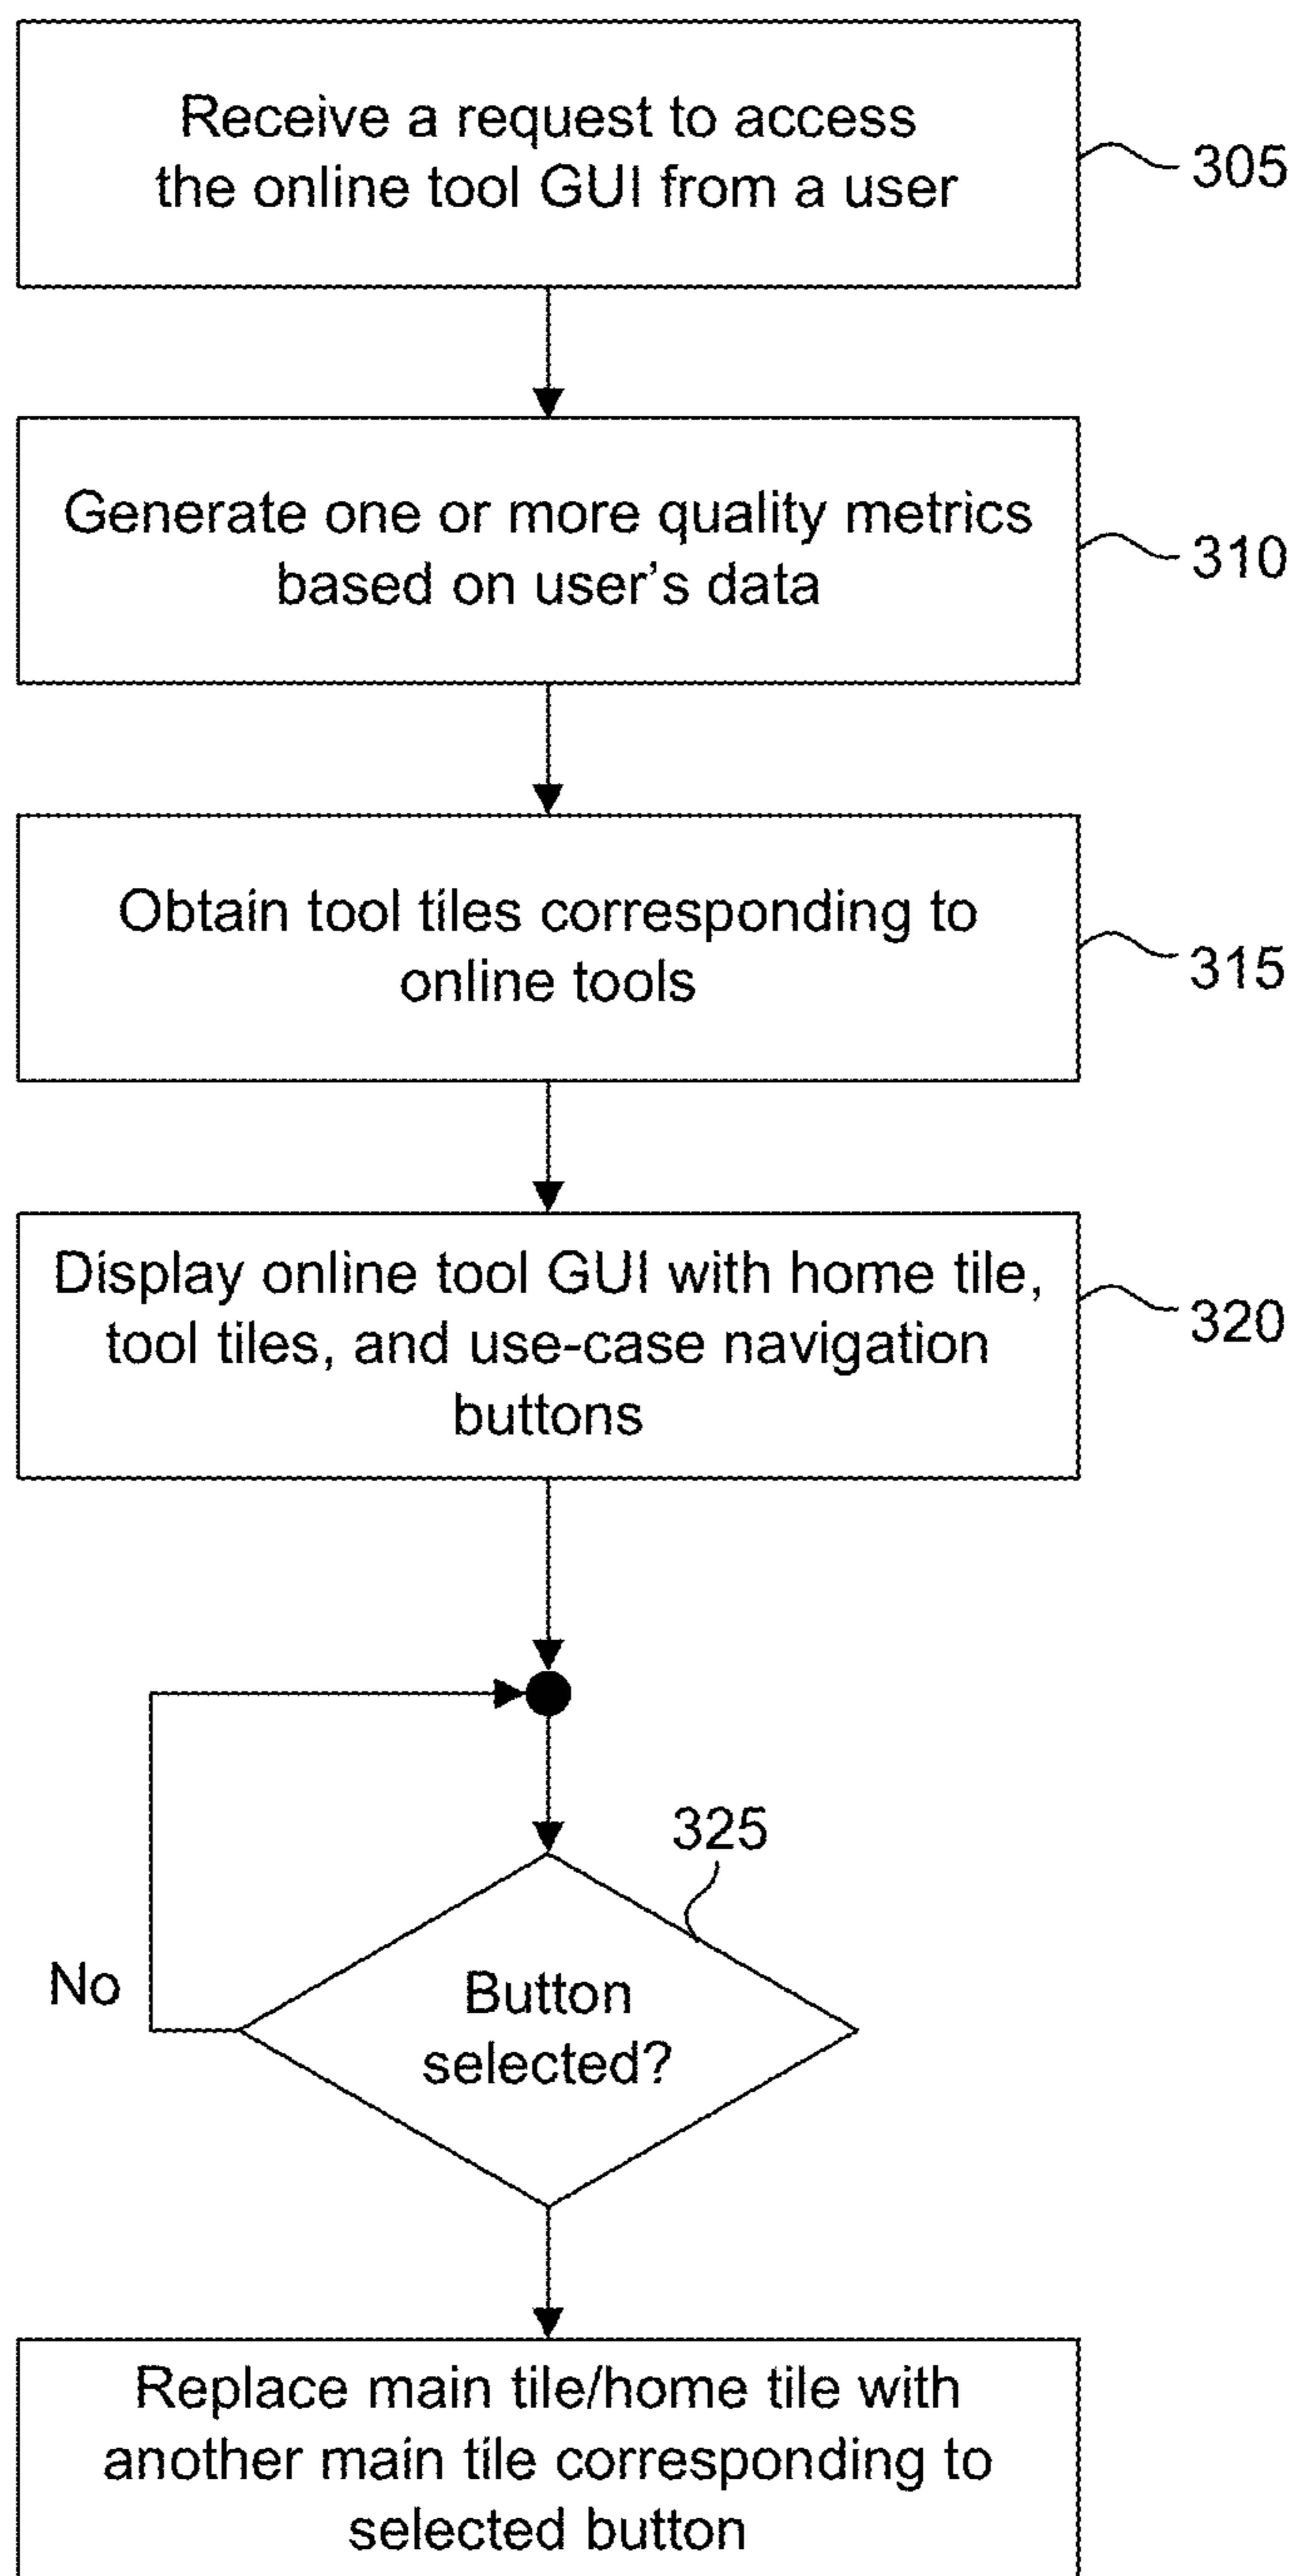 Receive a request to access
the online tool GUI from a user
305
Generate one or more quality metrics
based on user's data
310
Obtain tool tiles corresponding to
online tools
315
Display online tool GUI with home tile,
tool tiles, and use-case navigation
buttons
320
325
No
Button
selected?
Replace main tile/home tile with
another main tile corresponding to
selected button